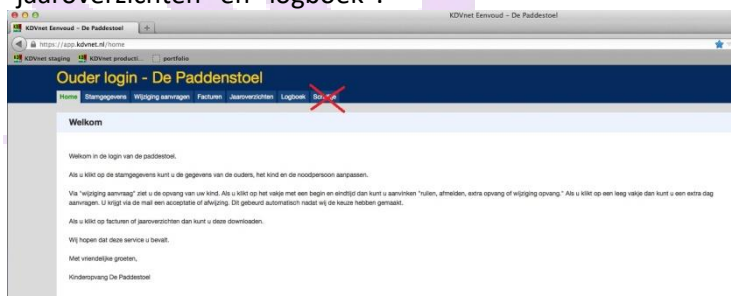 jaaroverzichten" en "logboek".
KDVnet Eenvoud – De Paddestoel
KDVnet Eenvoud – De Paddestoel
https://app.kdvnet.nl/home
KDVnet staging KDVnet producti... portfolio
Ouder login - De Paddenstoel
Home Stamgegevens Wijziging aanvragen Facturen Jaaroverzichten Logboek
Welkom
Welkom in de login van de paddestoel.
Als u klikt op de stamgegevens kunt u de gegevens van de ouders, het kind en de noodpersoon aanpassen.
Via "wijziging aanvraag" ziet u de opvang van uw kind. Als u klikt op het vakje met een begin en eindtijd dan kunt u aanvinken "ruilen, afmelden, extra opvang of wijziging opvang." Als u klikt op een leeg vakje dan kunt u een extra dag
aanvragen. U krijgt via de mail een acceptatie of afwijzing. Dit gebeurd automatisch nadat wij de keuze hebben gemaakt.
Als u klikt op facturen of jaaroverzichten dan kunt u deze downloaden.
Wij hopen dat deze service u bevalt.
Met vriendelijke groeten,
Kinderopvang De Paddestoel